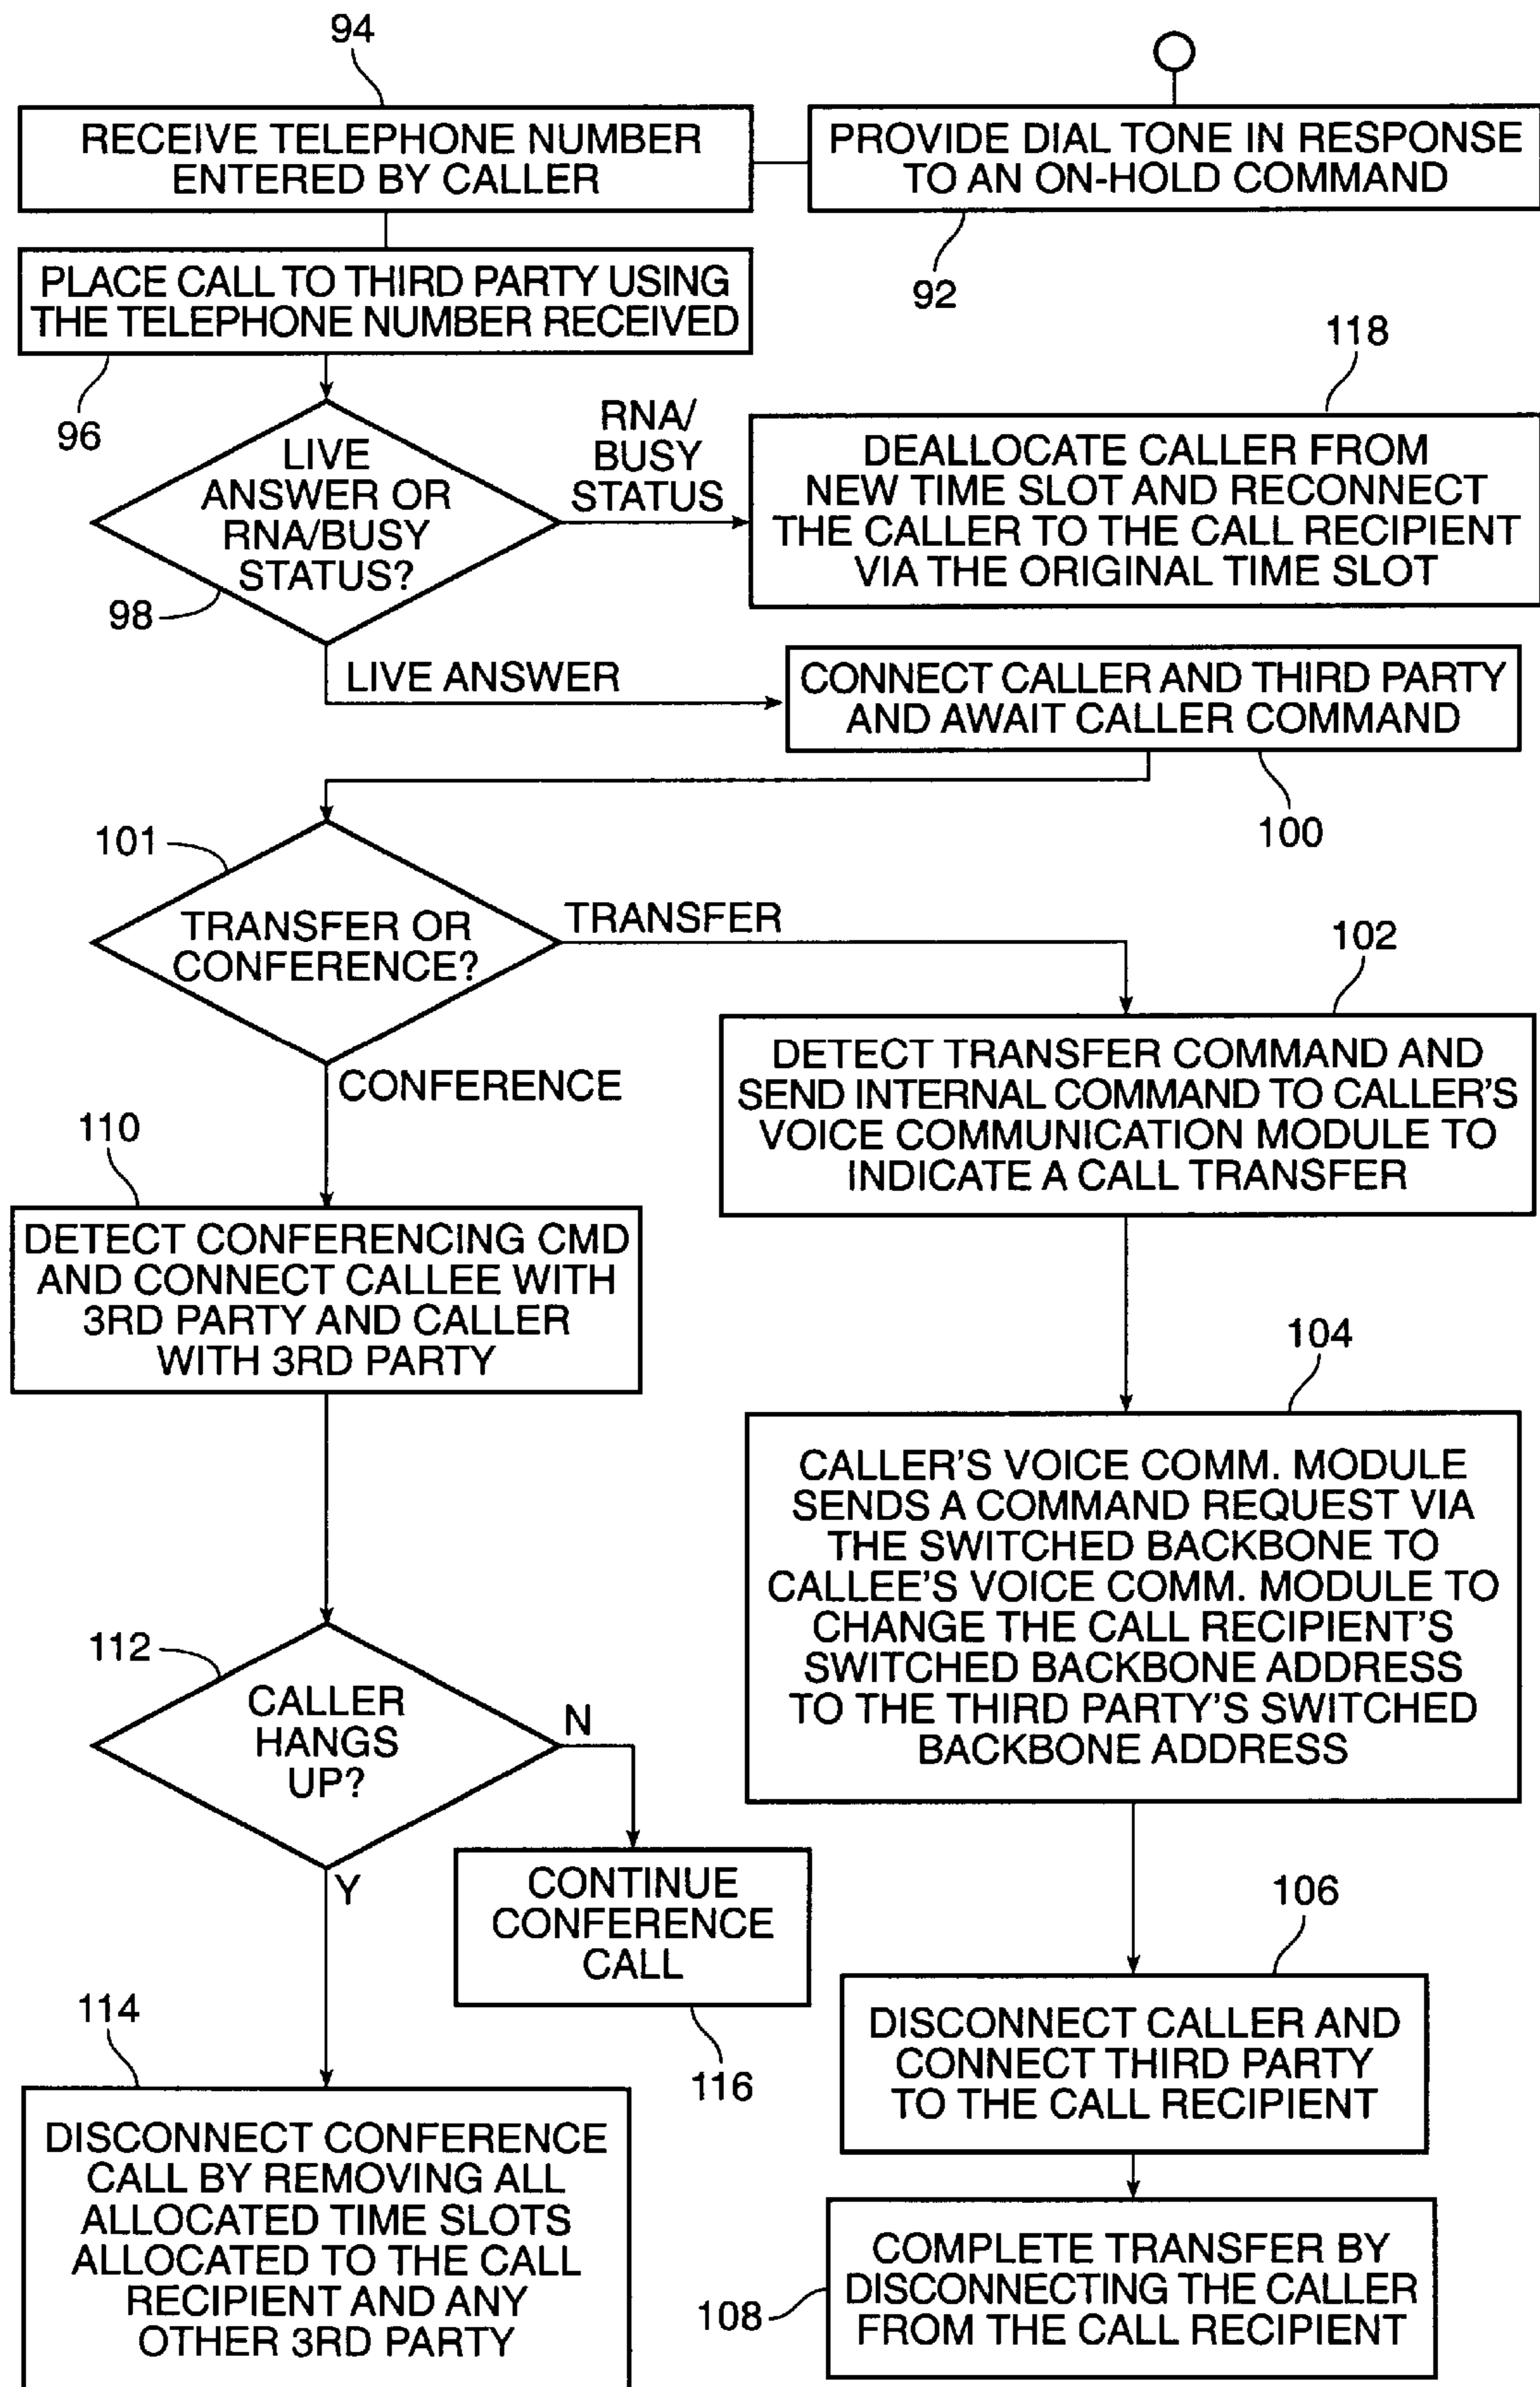 94
RECEIVE TELEPHONE NUMBER
ENTERED BY CALLER
PROVIDE DIAL TONE IN RESPONSE
TO AN ON-HOLD COMMAND
92
PLACE CALL TO THIRD PARTY USING
THE TELEPHONE NUMBER RECEIVED
96
LIVE
ANSWER OR
RNA/BUSY
STATUS?
98
RNA/
BUSY
STATUS
118
DEALLOCATE CALLER FROM
NEW TIME SLOT AND RECONNECT
THE CALLER TO THE CALL RECIPIENT
VIA THE ORIGINAL TIME SLOT
LIVE ANSWER
CONNECT CALLER AND THIRD PARTY
AND AWAIT CALLER COMMAND
100
101
TRANSFER OR
CONFERENCE?
TRANSFER
102
DETECT TRANSFER COMMAND AND
SEND INTERNAL COMMAND TO CALLER'S
VOICE COMMUNICATION MODULE TO
INDICATE A CALL TRANSFER
CONFERENCE
110
DETECT CONFERENCING CMD
AND CONNECT CALLEE WITH
3RD PARTY AND CALLER
WITH 3RD PARTY
104
CALLER'S VOICE COMM. MODULE
SENDS A COMMAND REQUEST VIA
THE SWITCHED BACKBONE TO
CALLEE'S VOICE COMM. MODULE TO
CHANGE THE CALL RECIPIENT'S
SWITCHED BACKBONE ADDRESS
TO THE THIRD PARTY'S SWITCHED
BACKBONE ADDRESS
112
CALLER
HANGS
UP?
N
Y
CONTINUE
CONFERENCE
CALL
116
106
DISCONNECT CALLER AND
CONNECT THIRD PARTY
TO THE CALL RECIPIENT
114
DISCONNECT CONFERENCE
CALL BY REMOVING ALL
ALLOCATED TIME SLOTS
ALLOCATED TO THE CALL
RECIPIENT AND ANY
OTHER 3RD PARTY
COMPLETE TRANSFER BY
DISCONNECTING THE CALLER
FROM THE CALL RECIPIENT
108